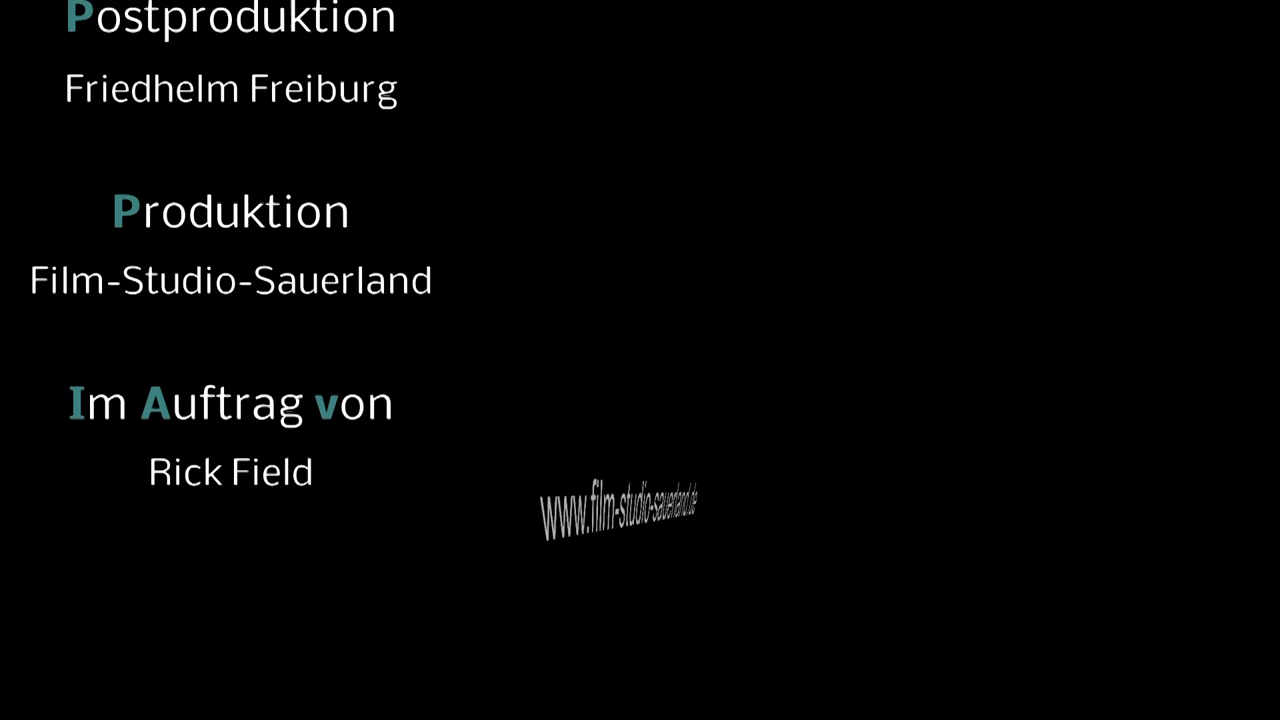 Postproduktion
Friedhelm Freiburg
Produktion
Film-Studio-Sauerland
Im Auftrag von
Rick Field
www.film-studio-sauerland.de